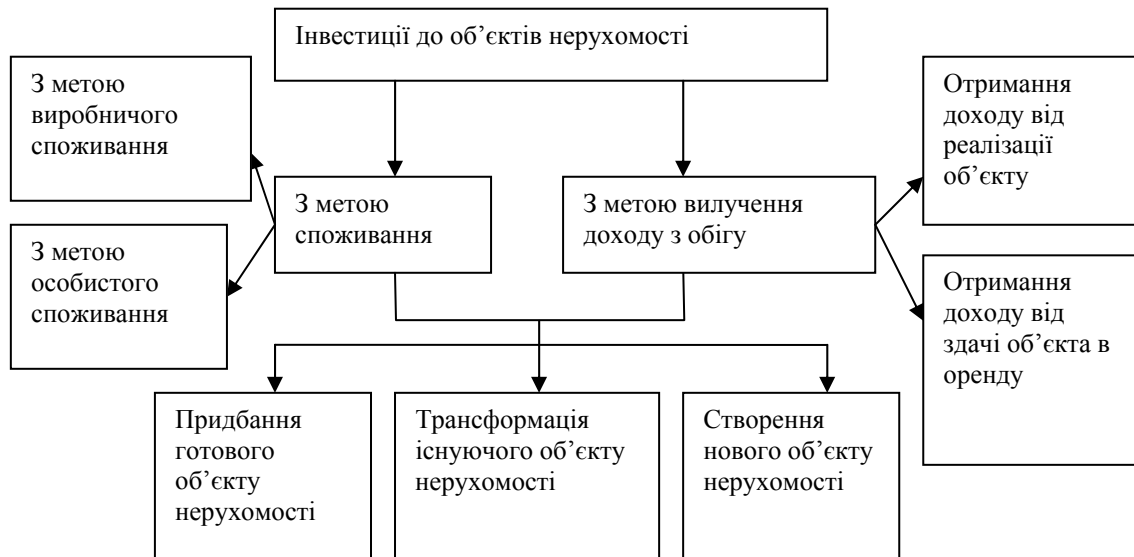 Інвестиції до об’єктів нерухомості
З метою
виробничого
споживання
Отримання
доходу від
реалізації
об’єкту
З метою
споживання
З метою вилучення
доходу з обігу
З метою
особистого
споживання
Отримання
доходу від
здачі об’єкта в
оренду
Придбання
готового
об’єкту
нерухомості
Трансформація
існуючого об’єкту
нерухомості
Створення
нового об’єкту
нерухомості